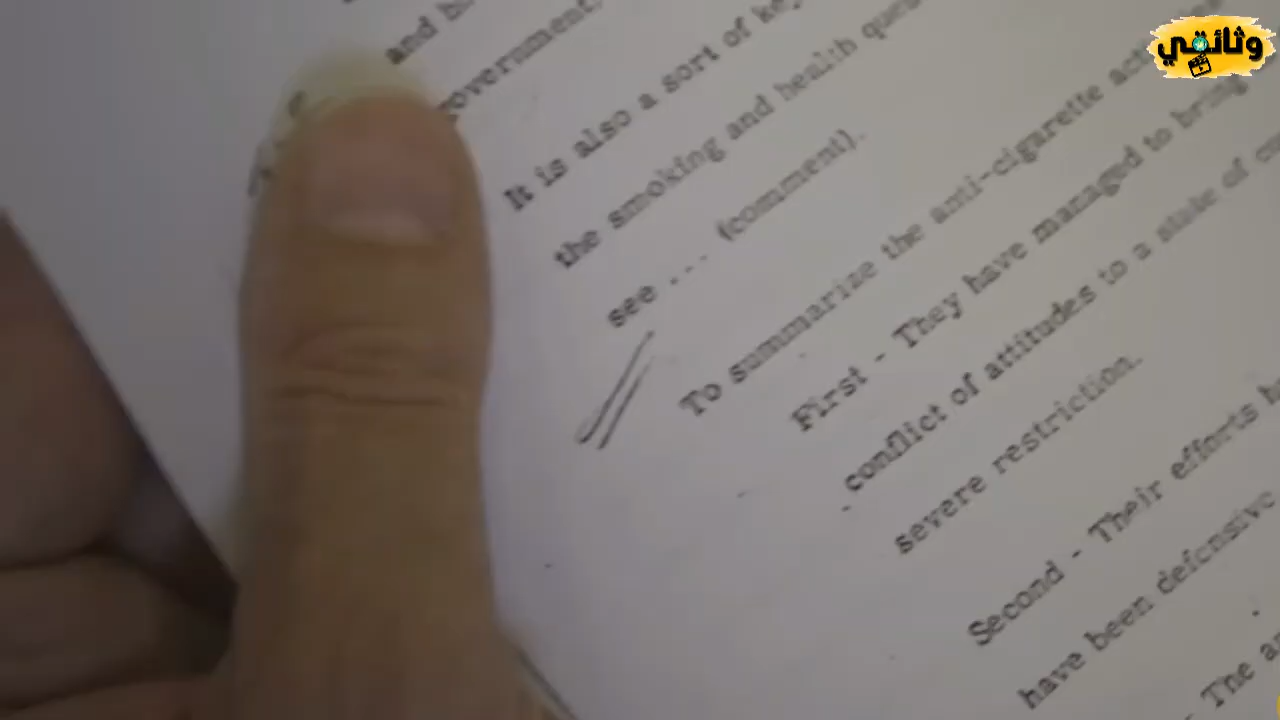 and
government,
It is also a sort of
the smoking and health
see ... (comment).
To summarize the anti-cigarette
First - They have managed to bring
conflict of attitudes to a state of
severe restriction.
Second - Their efforts
have been defensive
The
وثائقي